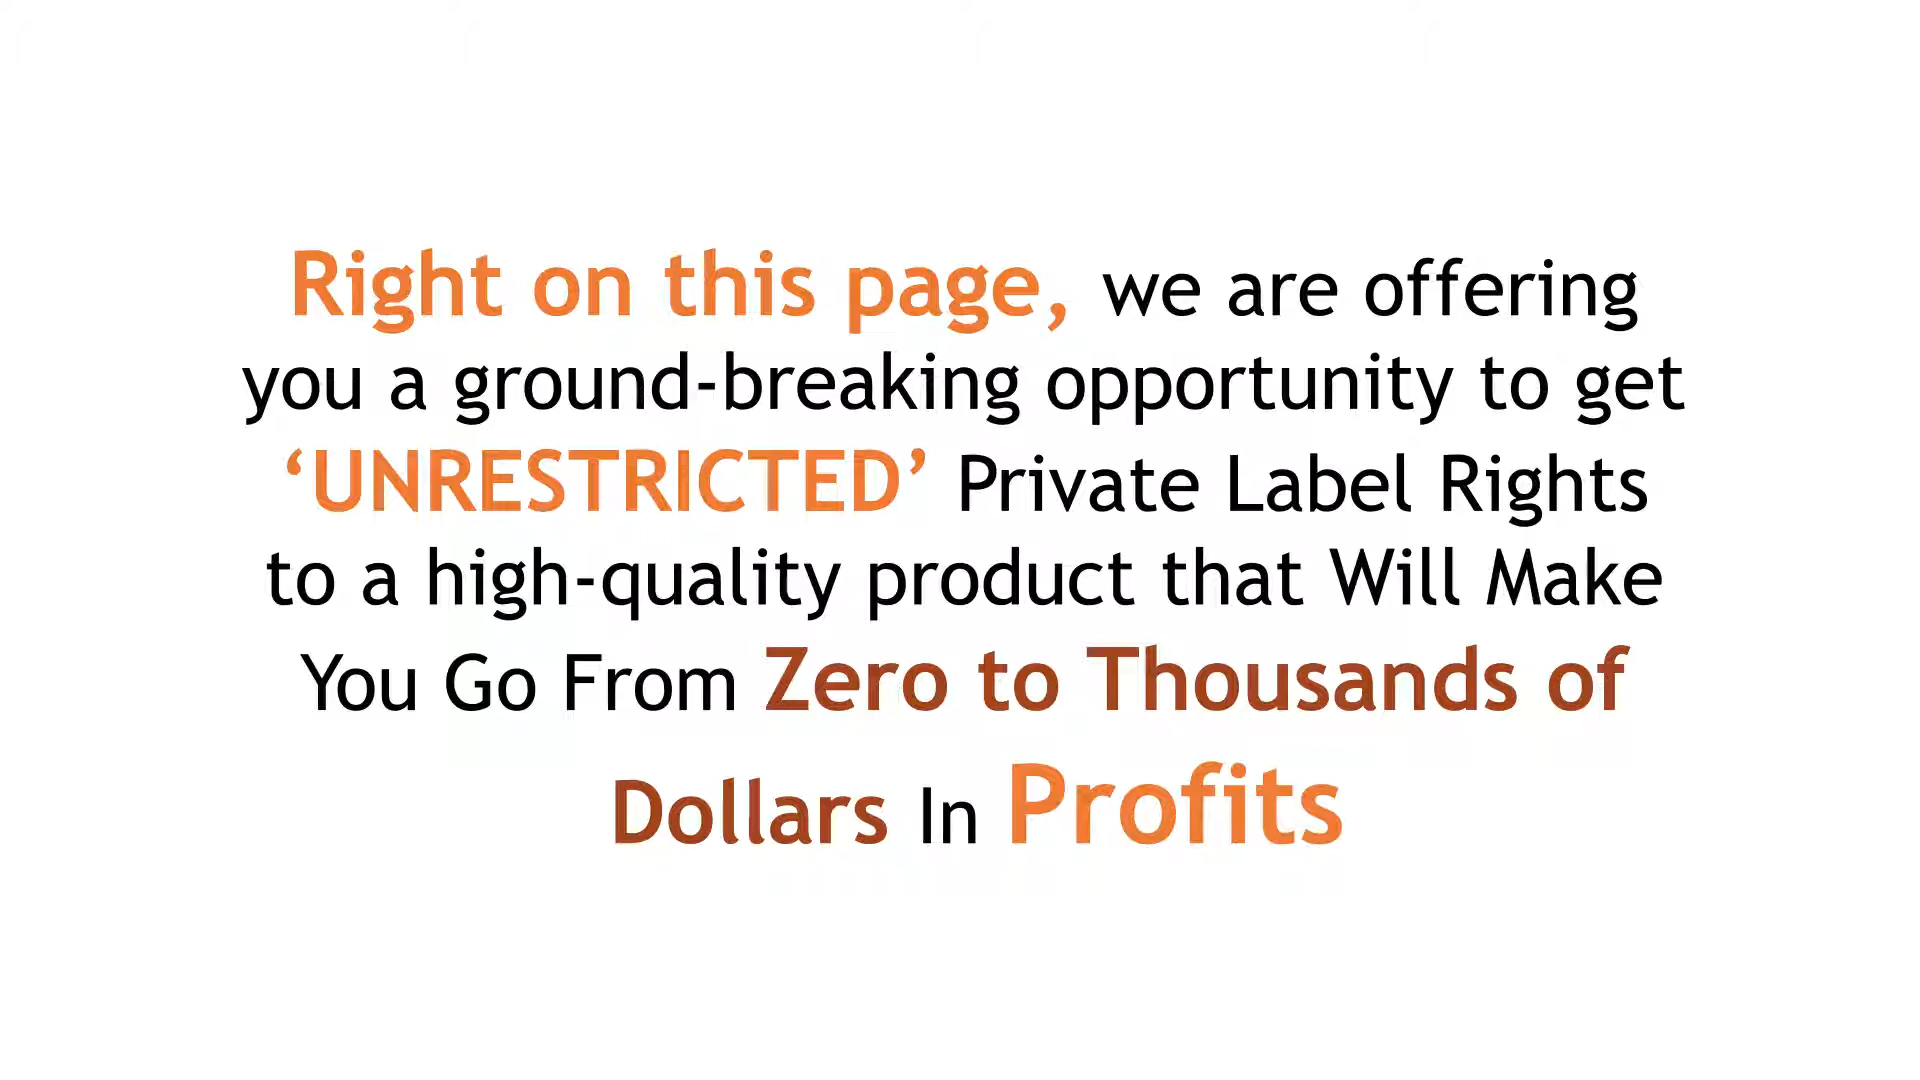 Right on this page, we are offering
you a ground-breaking opportunity to get
‘UNRESTRICTED’ Private Label Rights
to a high-quality product that Will Make
You Go From Zero to Thousands of
Dollars In Profits